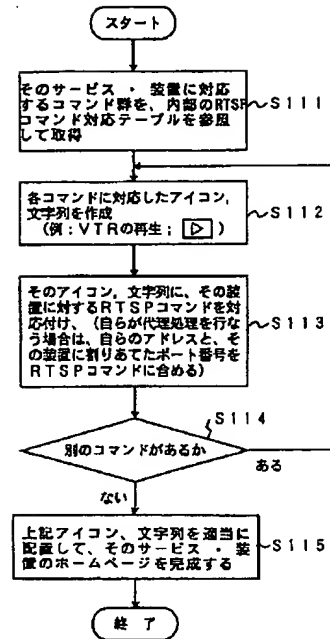 スタート
そのサービス・装置に対応
するコマンド群を、内部のRTSP
コマンド対応テーブルを参照
して取得
S111
各コマンドに対応したアイコン,
文字列を作成
(例:VTRの再生; ▷ )
S112
そのアイコン,文字列に、その装
置に対するRTSPコマンドを対
応付け、(自らが代理処理を行な
う場合は、自らのアドレスと、そ
の装置に割りあてたポート番号を
RTSPコマンドに含める)
S113
S114
別のコマンドがあるか
ある
ない
上記アイコン、文字列を適当に
配置して、そのサービス・装
置のホームページを完成する
S115
終了